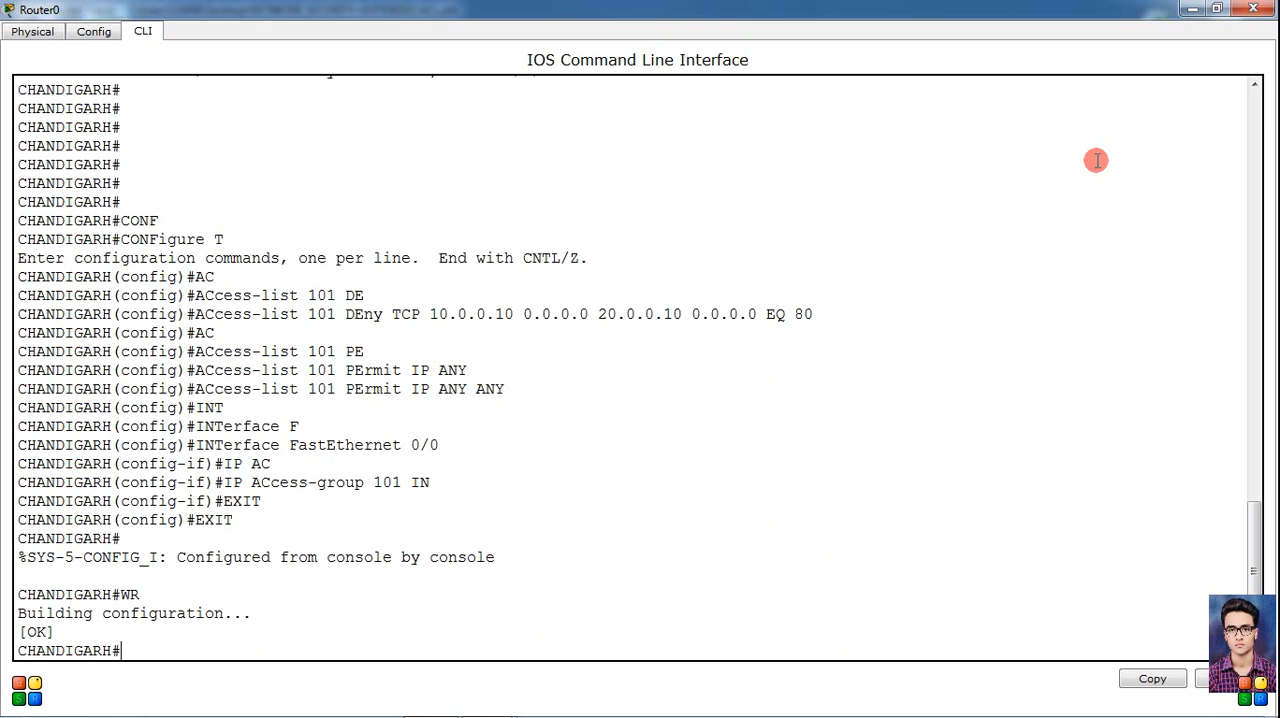 Router0
Physical Config CLI
IOS Command Line Interface
CHANDIGARH#
CHANDIGARH#
CHANDIGARH#
CHANDIGARH#
CHANDIGARH#
CHANDIGARH#
CHANDIGARH#
CHANDIGARH#CONF
CHANDIGARH#CONFigure T
Enter configuration commands, one per line.  End with CNTL/Z.
CHANDIGARH(config)#AC
CHANDIGARH(config)#ACcess-list 101 DE
CHANDIGARH(config)#ACcess-list 101 DEny TCP 10.0.0.10 0.0.0.0 20.0.0.10 0.0.0.0 EQ 80
CHANDIGARH(config)#AC
CHANDIGARH(config)#ACcess-list 101 PE
CHANDIGARH(config)#ACcess-list 101 PErmit IP ANY
CHANDIGARH(config)#ACcess-list 101 PErmit IP ANY ANY
CHANDIGARH(config)#INT
CHANDIGARH(config)#INTerface F
CHANDIGARH(config)#INTerface FastEthernet 0/0
CHANDIGARH(config-if)#IP AC
CHANDIGARH(config-if)#IP ACcess-group 101 IN
CHANDIGARH(config-if)#EXIT
CHANDIGARH(config)#EXIT
CHANDIGARH#
%SYS-5-CONFIG_I: Configured from console by console
CHANDIGARH#WR
Building configuration...
[OK]
CHANDIGARH#
Copy